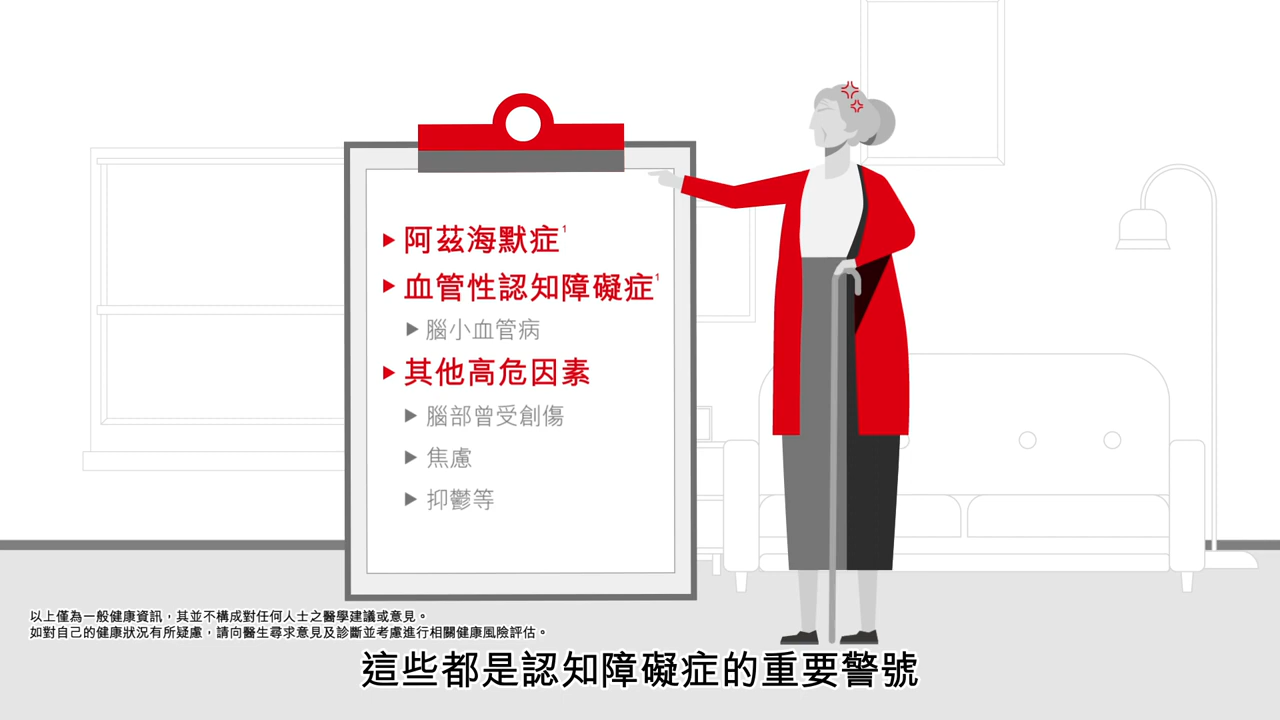 ▶ 阿茲海默症¹
▶ 血管性認知障礙症¹
▶ 腦小血管病
▶ 其他高危因素
▶ 腦部曾受創傷
▶ 焦慮
▶ 抑鬱等
以上僅為一般健康資訊，其並不構成對任何人士之醫學建議或意見。
如對自己的健康狀況有所疑慮，請向醫生尋求意見及診斷並考慮進行相關健康風險評估。
這些都是認知障礙症的重要警號